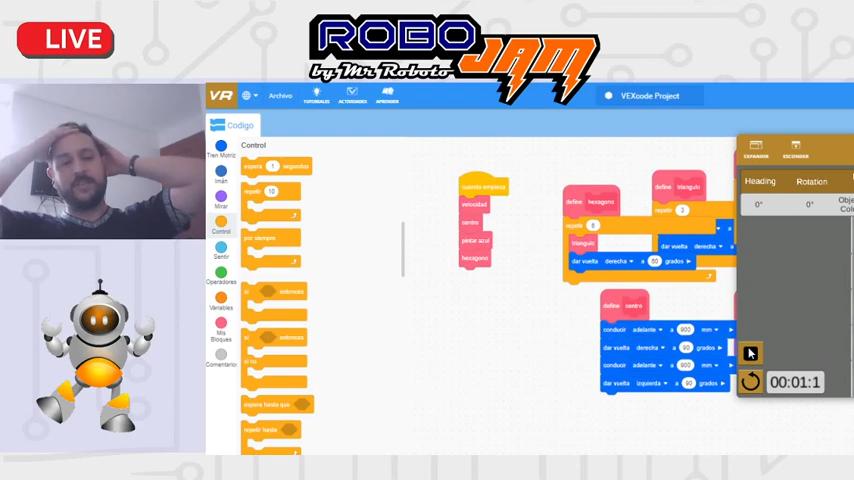 LIVE
ROBO
JAM
by Mr Roboto
VR
Archivo
TUTORIALES
ACTIVIDADES
APRENDER
VEXcode Project
Codigo
Control
Tren Motriz
Imán
Mirar
Control
Sentir
Operadores
Variables
Mis
Bloques
Comentarios
espera 1 segundos
repetir 10
por siempre
si entonces
si entonces
si no
espera hasta que
repetir hasta
cuando empieza
velocidad
centro
pintar azul
hexagono
define hexagono
repetir 6
triangulo
dar vuelta derecha a 60 grados
define triangulo
repetir 3
dar vuelta derecha a
define centro
conducir adelante a 900 mm
dar vuelta derecha a 90 grados
conducir adelante a 900 mm
dar vuelta izquierda a 90 grados
EXPANDIR
ESCONDER
Heading Rotation
0° 0°
00:01:1